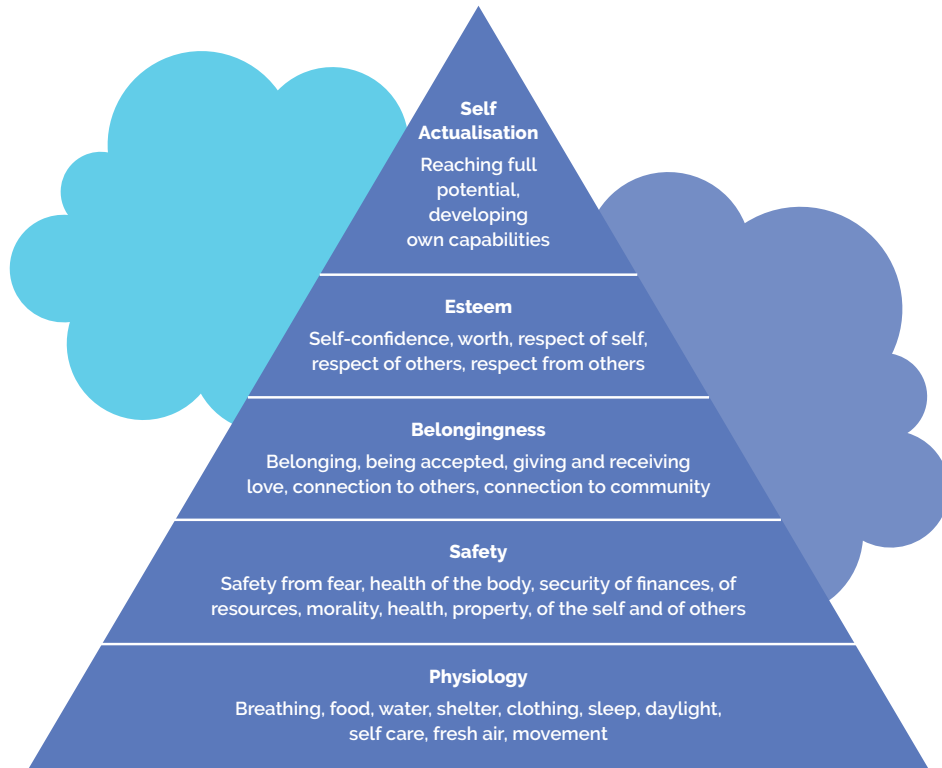 Self
Actualisation
Reaching full
potential,
developing
own capabilities
Esteem
Self-confidence, worth, respect of self,
respect of others, respect from others
Belongingness
Belonging, being accepted, giving and receiving
love, connection to others, connection to community
Safety
Safety from fear, health of the body, security of finances, of
resources, morality, health, property, of the self and of others
Physiology
Breathing, food, water, shelter, clothing, sleep, daylight,
self care, fresh air, movement